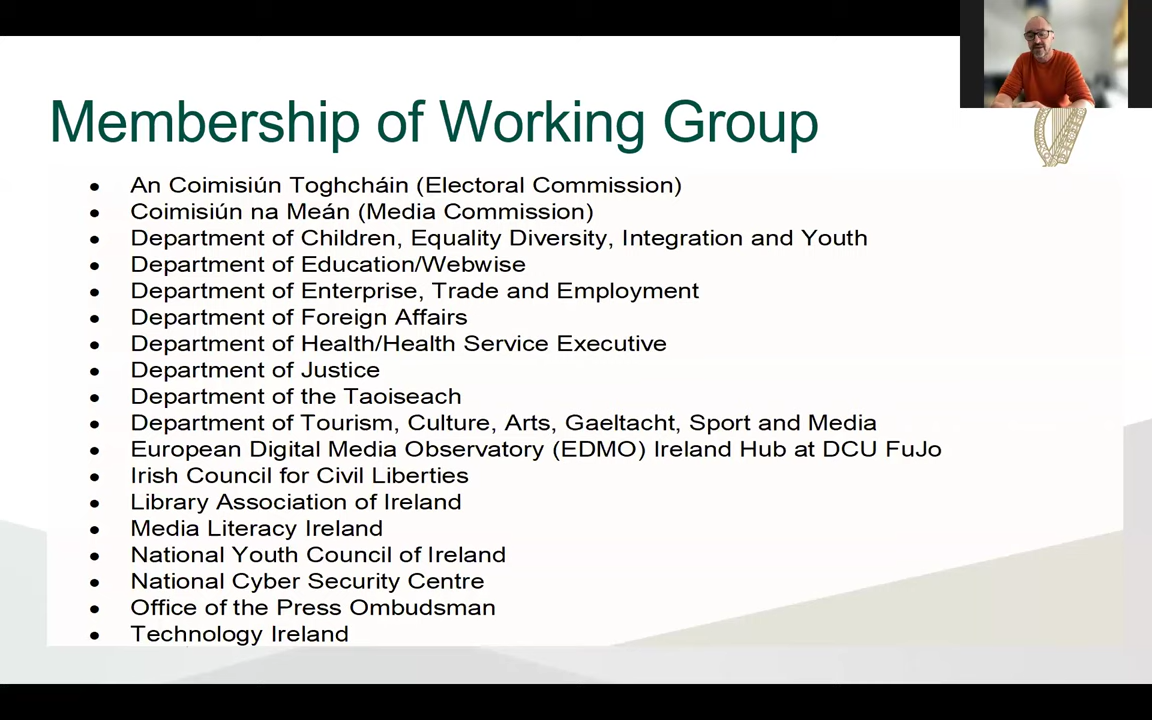 Membership of Working Group
• An Coimisiún Toghcháin (Electoral Commission)
• Coimisiún na Meán (Media Commission)
• Department of Children, Equality Diversity, Integration and Youth
• Department of Education/Webwise
• Department of Enterprise, Trade and Employment
• Department of Foreign Affairs
• Department of Health/Health Service Executive
• Department of Justice
• Department of the Taoiseach
• Department of Tourism, Culture, Arts, Gaeltacht, Sport and Media
• European Digital Media Observatory (EDMO) Ireland Hub at DCU FuJo
• Irish Council for Civil Liberties
• Library Association of Ireland
• Media Literacy Ireland
• National Youth Council of Ireland
• National Cyber Security Centre
• Office of the Press Ombudsman
• Technology Ireland